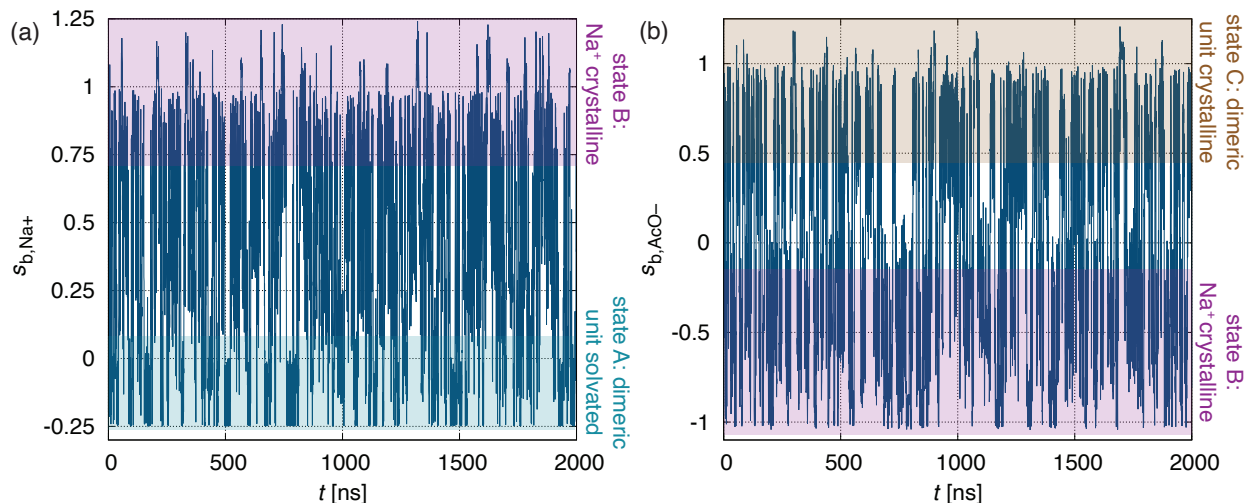 (a)
1.25
1
0.75
0.5
0.25
0
-0.25
s_b,Na+
0
500
1000
1500
2000
t [ns]
state B:
Na⁺ crystalline
state A: dimeric
unit solvated
(b)
1
0.5
0
-0.5
-1
s_b,AcO–
0
500
1000
1500
2000
t [ns]
state C: dimeric
unit crystalline
state B:
Na⁺ crystalline